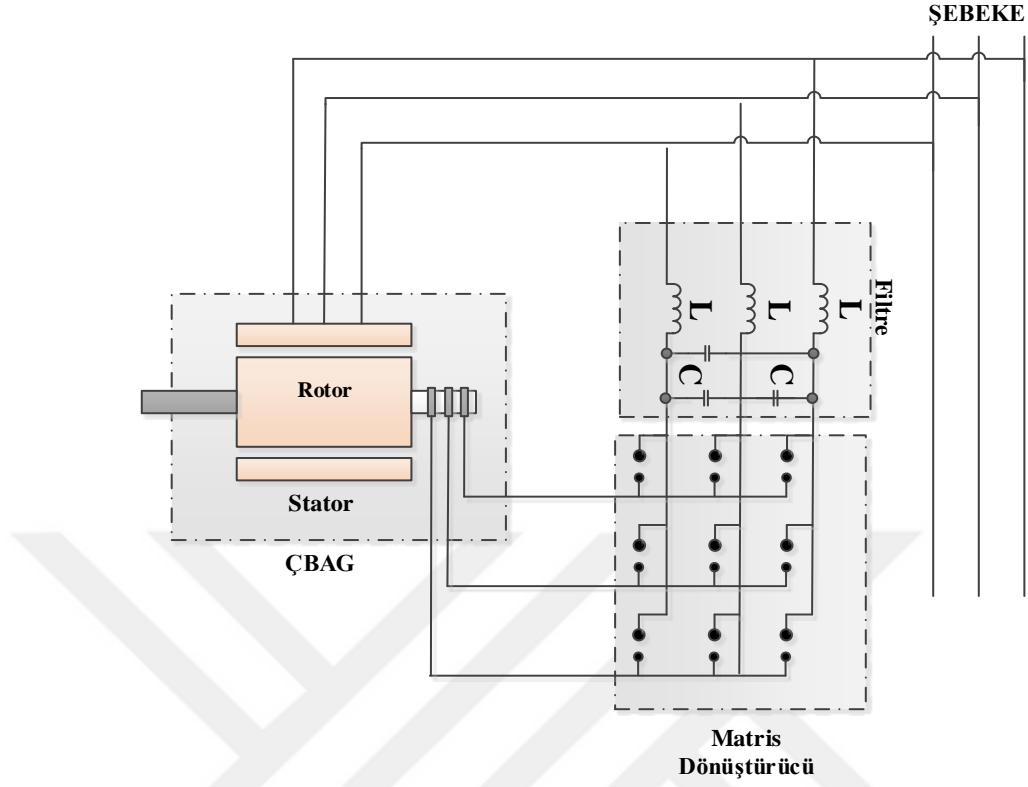 ŞEBEKE
L
L
L
Filtre
C
C
Rotor
Stator
ÇBAG
Matris
Dönüştürücü